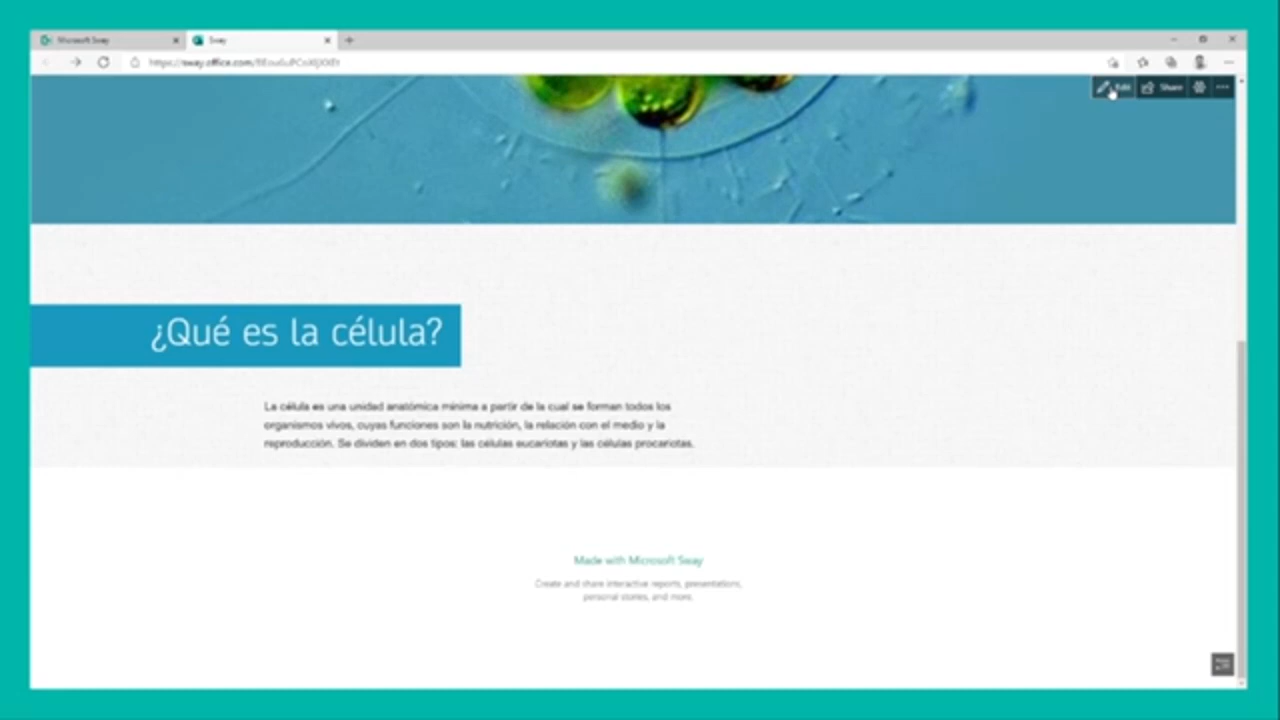 Microsoft Sway
Sway
Edit
Share
¿Qué es la célula?
La célula es una unidad anatómica mínima a partir de la cual se forman todos los
organismos vivos, cuyas funciones son la nutrición, la relación con el medio y la
reproducción. Se dividen en dos tipos: las células eucariotas y las células procariotas.
Made with Microsoft Sway
Create and share interactive reports, presentations,
personal stories, and more.